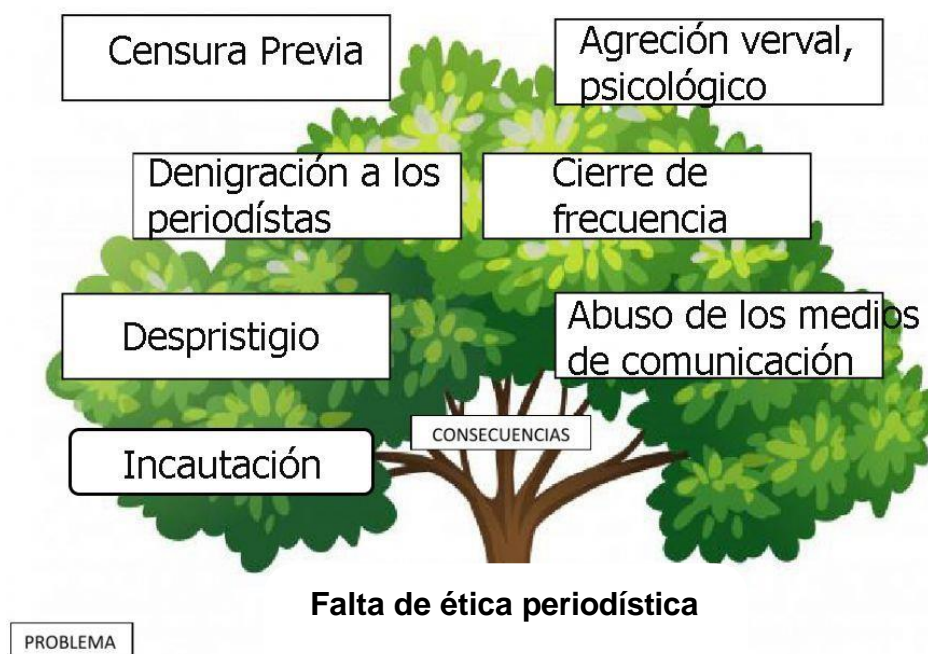 Censura Previa
Agreción verval,
psicológico
Denigración a los
periodístas
Cierre de
frecuencia
Despristigio
Abuso de los medios
de comunicación
CONSECUENCIAS
Incautación
Falta de ética periodística
PROBLEMA